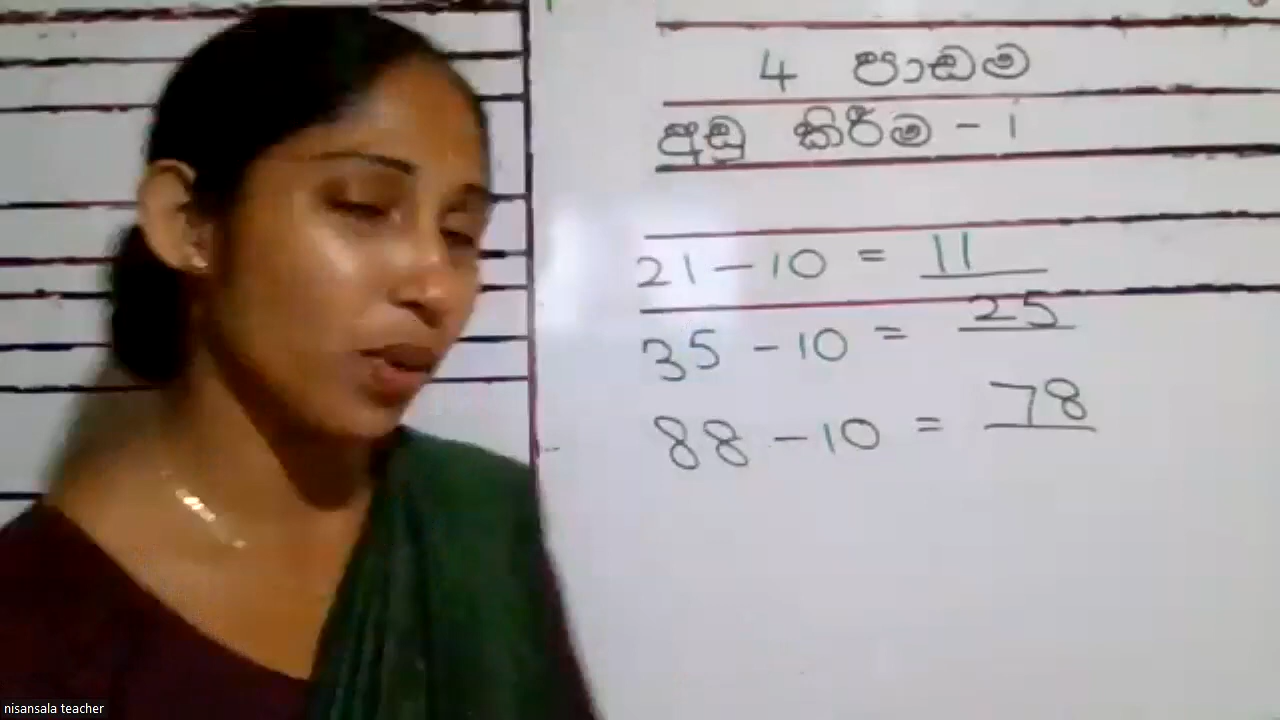 4 පාඩම
අඩු කිරීම - 1
21 - 10 = 11
35 - 10 = 25
88 - 10 = 78
nisansala teacher